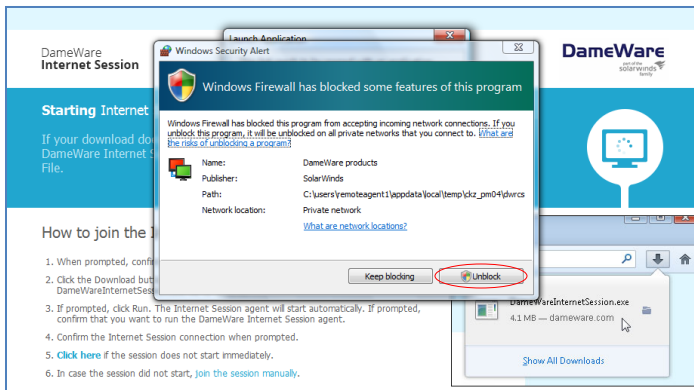 DameWare
Internet Session
Launch Application
Windows Security Alert
DameWare
part of the
solarwinds
family
Windows Firewall has blocked some features of this program
Starting Internet
If your download do
DameWare Internet S
File.
Windows Firewall has blocked this program from accepting incoming network connections. If you
unblock this program, it will be unblocked on all private networks that you connect to. What are
the risks of unblocking a program?
Name: DameWare products
Publisher: SolarWinds
Path: C:\users\remoteagent1\appdata\local\temp\ckz_pm04\dwrcs
Network location: Private network
What are network locations?
Keep blocking
Unblock
How to join the I
1. When prompted, confi
2. Click the Download but
DameWareInternetSess
3. If prompted, click Run. The Internet Session agent will start automatically. If prompted,
confirm that you want to run the DameWare Internet Session agent.
4. Confirm the Internet Session connection when prompted.
5. Click here if the session does not start immediately.
6. In case the session did not start, join the session manually.
DameWareInternetSession.exe
4.1 MB — dameware.com
Show All Downloads